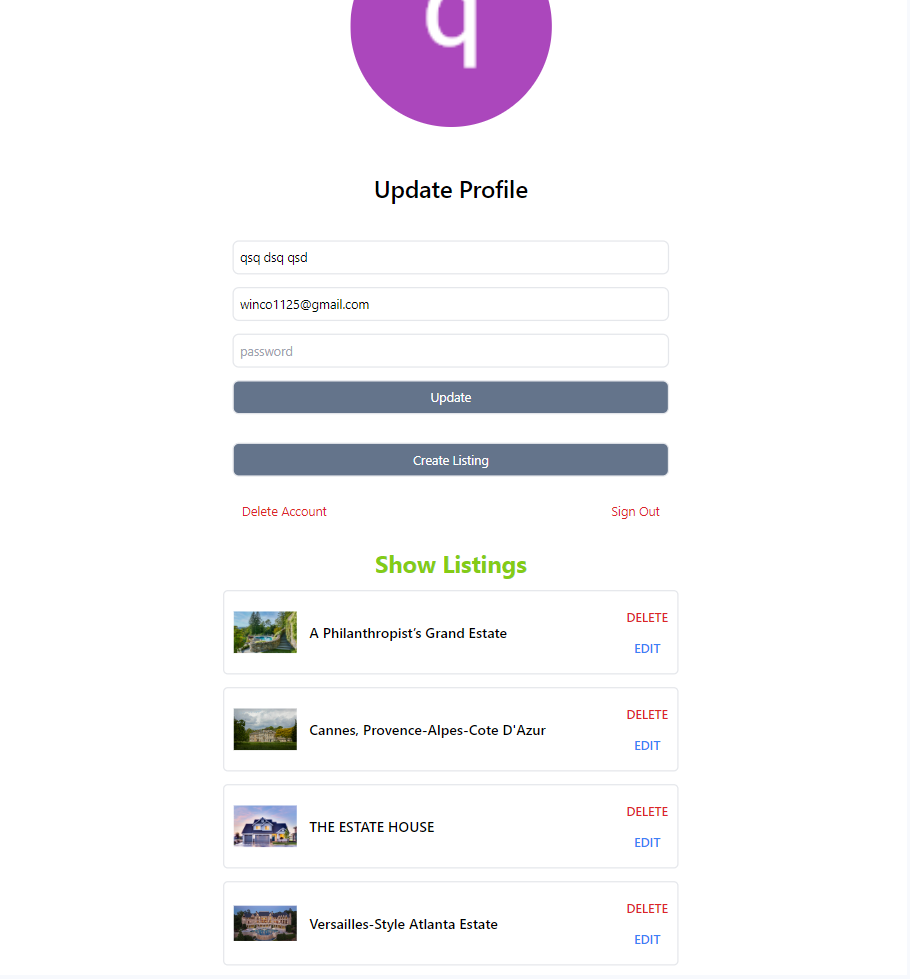 q
Update Profile
qsq dsq qsd
winco1125@gmail.com
password
Update
Create Listing
Delete Account
Sign Out
Show Listings
A Philanthropist’s Grand Estate
DELETE
EDIT
Cannes, Provence-Alpes-Cote D'Azur
DELETE
EDIT
THE ESTATE HOUSE
DELETE
EDIT
Versailles-Style Atlanta Estate
DELETE
EDIT